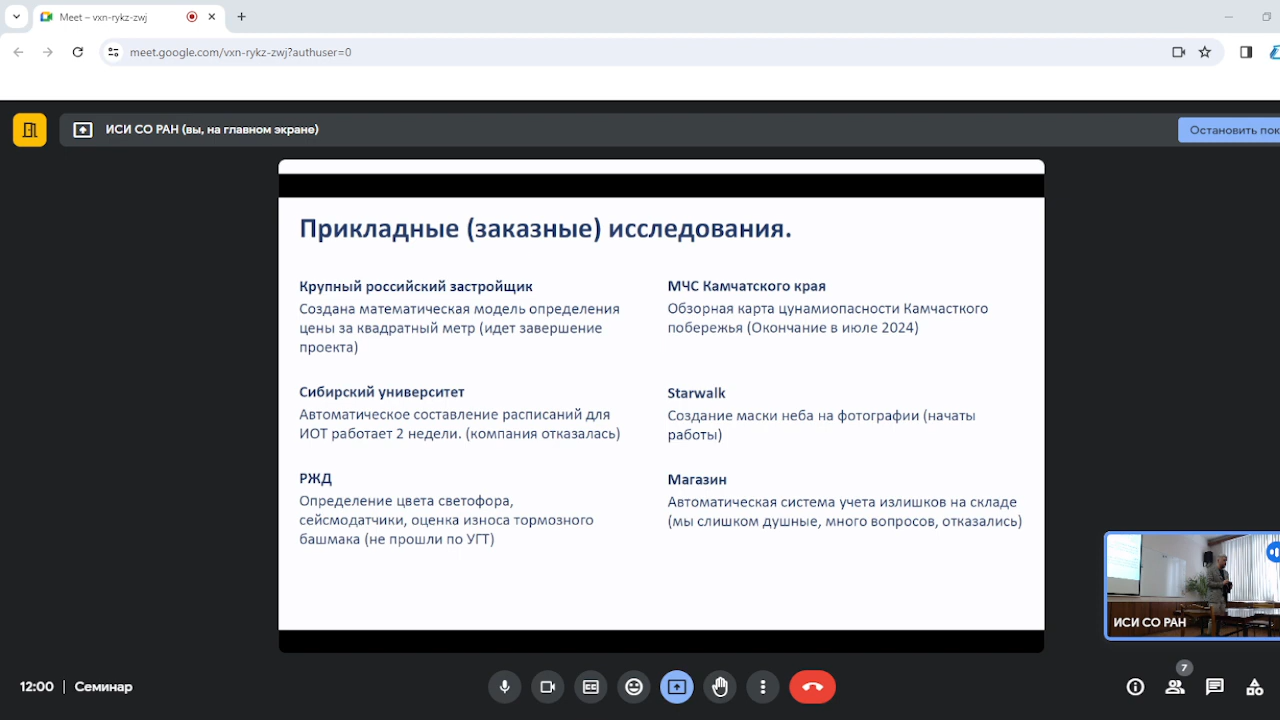 Meet – vxn-rykz-zwj
meet.google.com/vxn-rykz-zwj?authuser=0
ИСИ СО РАН (вы, на главном экране)
Остановить пок
Прикладные (заказные) исследования.
Крупный российский застройщик
Создана математическая модель определения
цены за квадратный метр (идет завершение
проекта)
Сибирский университет
Автоматическое составление расписаний для
ИОТ работает 2 недели. (компания отказалась)
РЖД
Определение цвета светофора,
сейсмодатчики, оценка износа тормозного
башмака (не прошли по УГТ)
МЧС Камчатского края
Обзорная карта цунамиопасности Камчасткого
побережья (Окончание в июле 2024)
Starwalk
Создание маски неба на фотографии (начаты
работы)
Магазин
Автоматическая система учета излишков на складе
(мы слишком душные, много вопросов, отказались)
ИСИ СО РАН
12:00 | Семинар
7